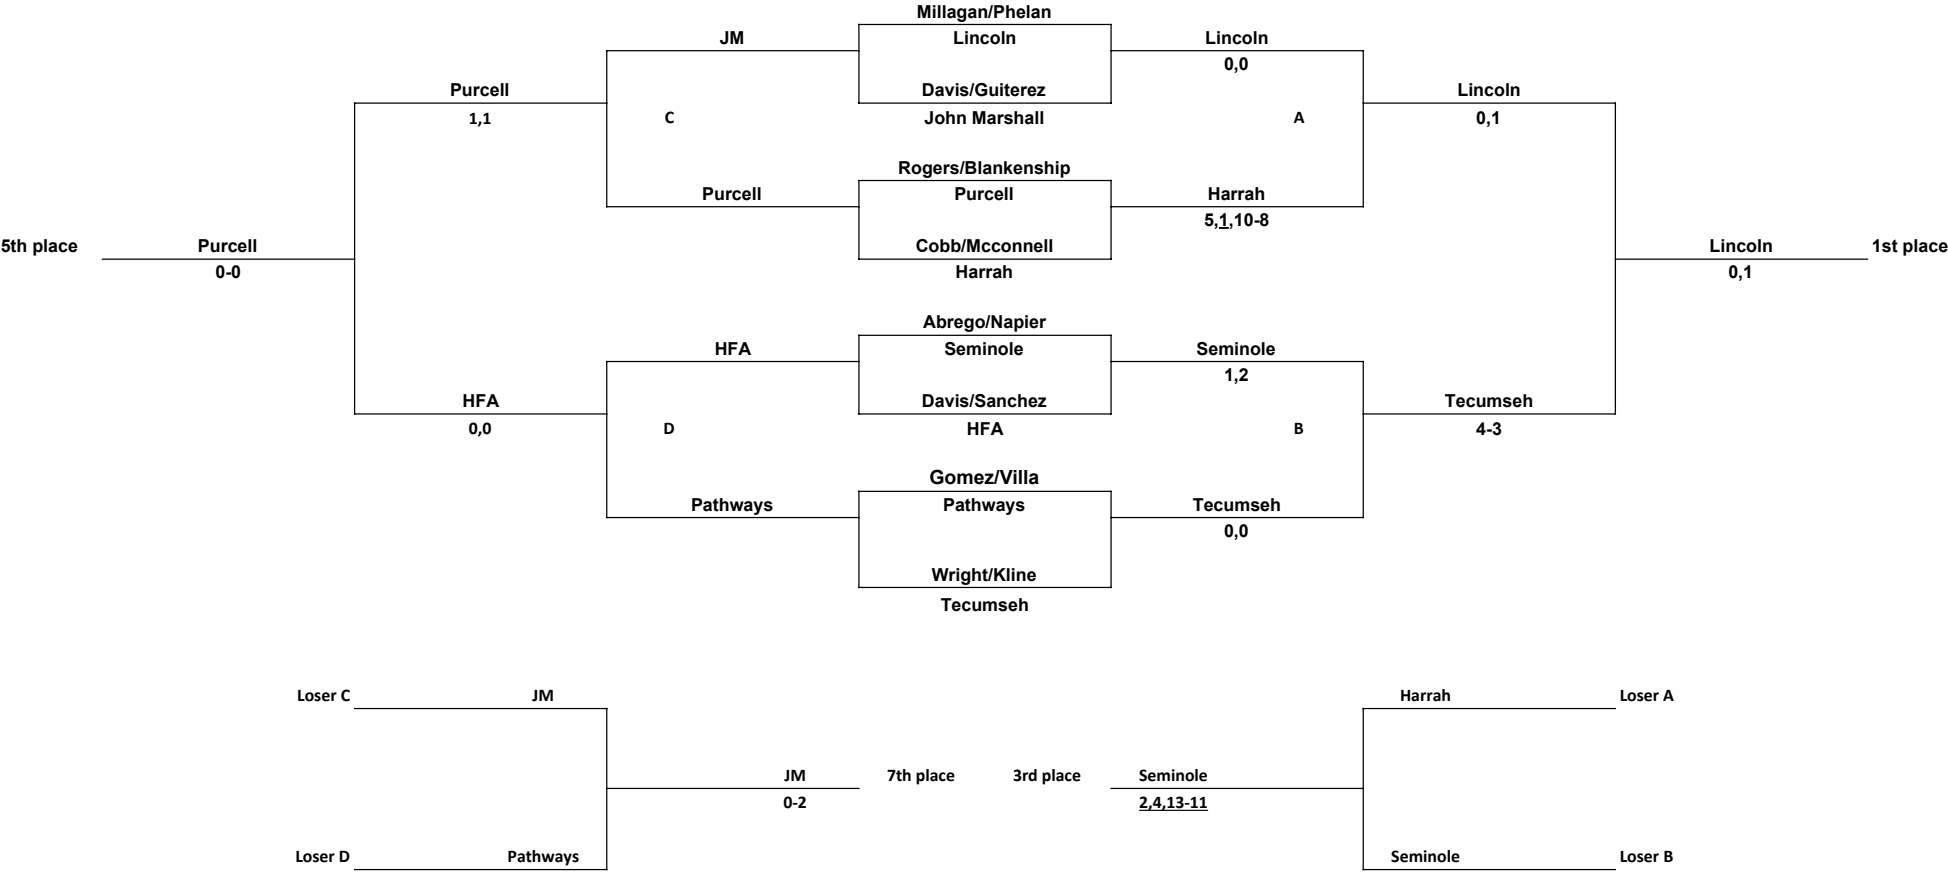 Millagan/Phelan
JM
Lincoln
Lincoln
0,0
Purcell
Davis/Guiterez
Lincoln
1,1
C
John Marshall
A
0,1
Rogers/Blankenship
Purcell
Purcell
Harrah
5,1,10-8
5th place
Purcell
Cobb/Mcconnell
Lincoln
1st place
0-0
Harrah
0,1
Abrego/Napier
HFA
Seminole
Seminole
1,2
HFA
Davis/Sanchez
Tecumseh
0,0
D
HFA
B
4-3
Gomez/Villa
Pathways
Pathways
Tecumseh
0,0
Wright/Kline
Tecumseh
Loser C
JM
Harrah
Loser A
JM
7th place
3rd place
Seminole
0-2
2,4,13-11
Loser D
Pathways
Seminole
Loser B